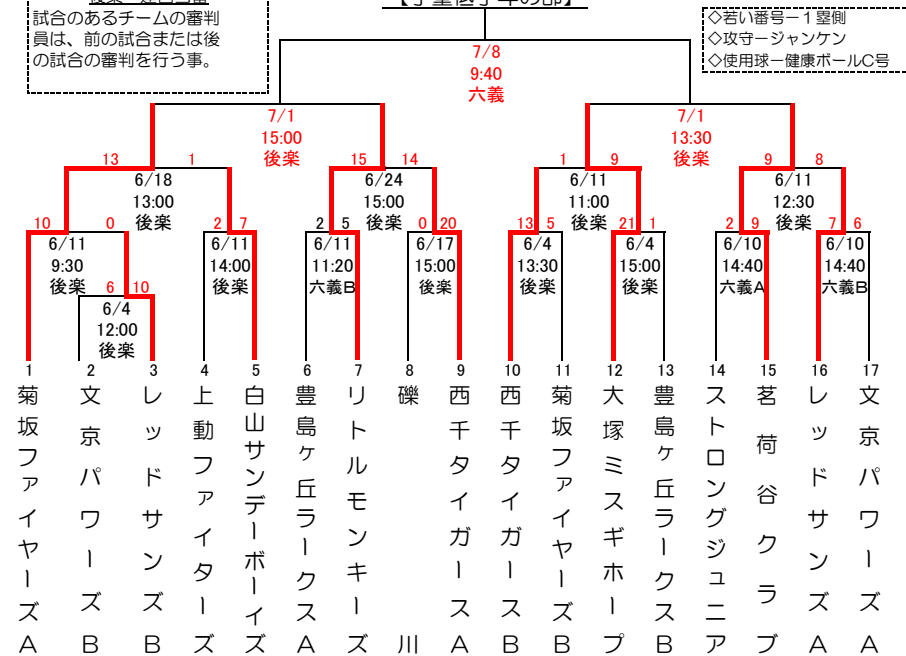 試合のあるチームの審判
員は、前の試合または後
の試合の審判を行う事。
◇若い番号ー１塁側
◇攻守ージャンケン
◇使用球ー健康ボールC号
7/8
9:40
六義
7/1
15:00
後楽
7/1
13:30
後楽
13 1
6/18
13:00
後楽
15 14
6/24
15:00
後楽
1 9
6/11
11:00
後楽
9 8
6/11
12:30
後楽
10 0
6/11
9:30
後楽
2 7
6/11
14:00
後楽
2 5
6/11
11:20
六義B
0 20
6/17
15:00
後楽
13 5
6/4
13:30
後楽
21 1
6/4
15:00
後楽
2 9
6/10
14:40
六義A
7 6
6/10
14:40
六義B
6 10
6/4
12:00
後楽
1 2 3 4 5 6 7 8 9 10 11 12 13 14 15 16 17
菊坂ファイヤーズA
文京パワーズB
レッドサンズB
上動ファイターズ
白山サンデーボーイズ
豊島ヶ丘ラークスA
リトルモンキーズ
礫川
西千タイガースA
西千タイガースB
菊坂ファイヤーズB
大塚ミスギホープ
豊島ヶ丘ラークスB
ストロングジュニア
茗荷谷クラブ
レッドサンズA
文京パワーズA